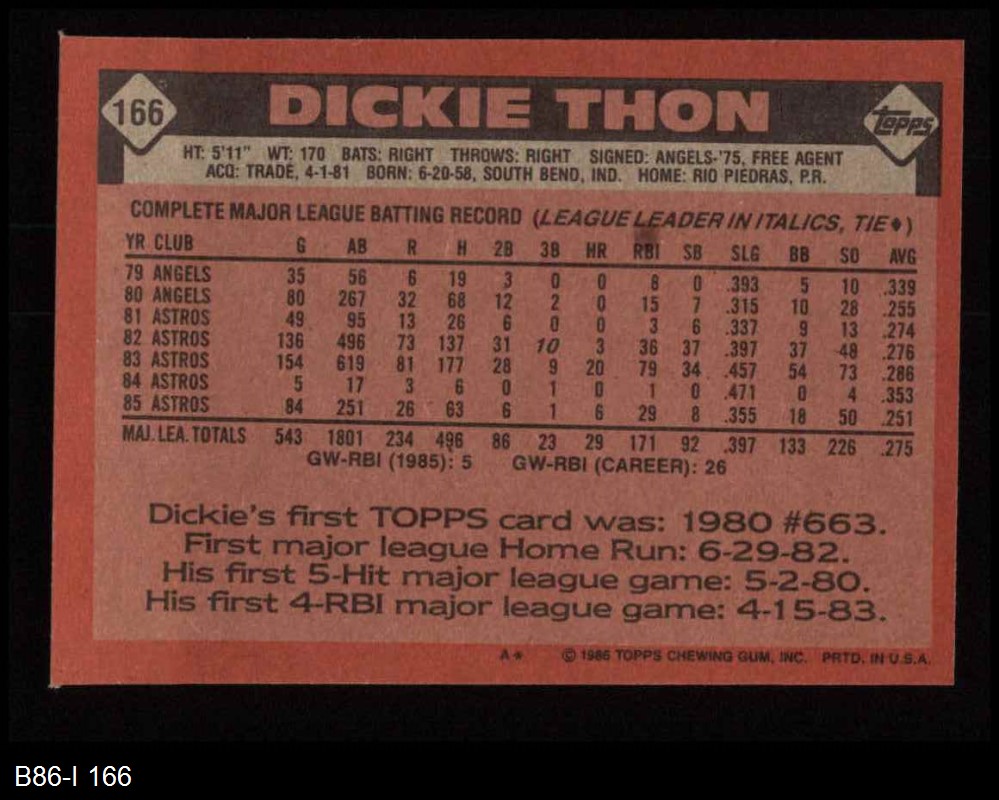 166 DICKIE THON TOPPS
HT: 5'11" WT: 170 BATS: RIGHT THROWS: RIGHT SIGNED: ANGELS-'75, FREE AGENT
ACQ: TRADE, 4-1-81 BORN: 6-20-58, SOUTH BEND, IND. HOME: RIO PIEDRAS, P.R.
COMPLETE MAJOR LEAGUE BATTING RECORD (LEAGUE LEADER IN ITALICS, TIE♦)
YR CLUB G AB R H 2B 3B HR RBI SB SLG BB SO AVG
79 ANGELS 35 56 6 19 3 0 0 8 0 .393 5 10 .339
80 ANGELS 80 267 32 68 12 2 0 15 7 .315 10 28 .255
81 ASTROS 49 95 13 26 6 0 0 3 6 .337 9 13 .274
82 ASTROS 136 496 73 137 31 10 3 36 37 .397 37 48 .276
83 ASTROS 154 619 81 177 28 9 20 79 34 .457 54 73 .286
84 ASTROS 5 17 3 6 0 1 0 1 0 .471 0 4 .353
85 ASTROS 84 251 26 63 6 1 6 29 8 .355 18 50 .251
MAJ. LEA. TOTALS 543 1801 234 496 86 23 29 171 92 .397 133 226 .275
GW-RBI (1985): 5 GW-RBI (CAREER): 26
Dickie's first TOPPS card was: 1980 #663.
First major league Home Run: 6-29-82.
His first 5-Hit major league game: 5-2-80.
His first 4-RBI major league game: 4-15-83.
A* © 1986 TOPPS CHEWING GUM, INC. PRTD. IN U.S.A.
B86-I 166